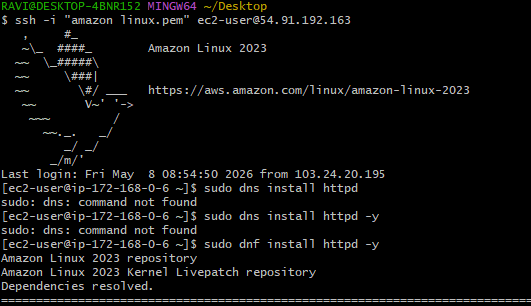 RAVI@DESKTOP-4BNR152 MINGW64 ~/Desktop
$ ssh -i "amazon linux.pem" ec2-user@54.91.192.163
   ,     #_
   ~\_  ####_        Amazon Linux 2023
  ~~  \_#####\
  ~~     \###|
  ~~       \#/ ___   https://aws.amazon.com/linux/amazon-linux-2023
   ~~       V~' '->
    ~~~         /
      ~~._.   _/
         _/ _/
       _/m/'
Last login: Fri May  8 08:54:50 2026 from 103.24.20.195
[ec2-user@ip-172-168-0-6 ~]$ sudo dns install httpd
sudo: dns: command not found
[ec2-user@ip-172-168-0-6 ~]$ sudo dns install httpd -y
sudo: dns: command not found
[ec2-user@ip-172-168-0-6 ~]$ sudo dnf install httpd -y
Amazon Linux 2023 repository
Amazon Linux 2023 Kernel Livepatch repository
Dependencies resolved.
================================================================================